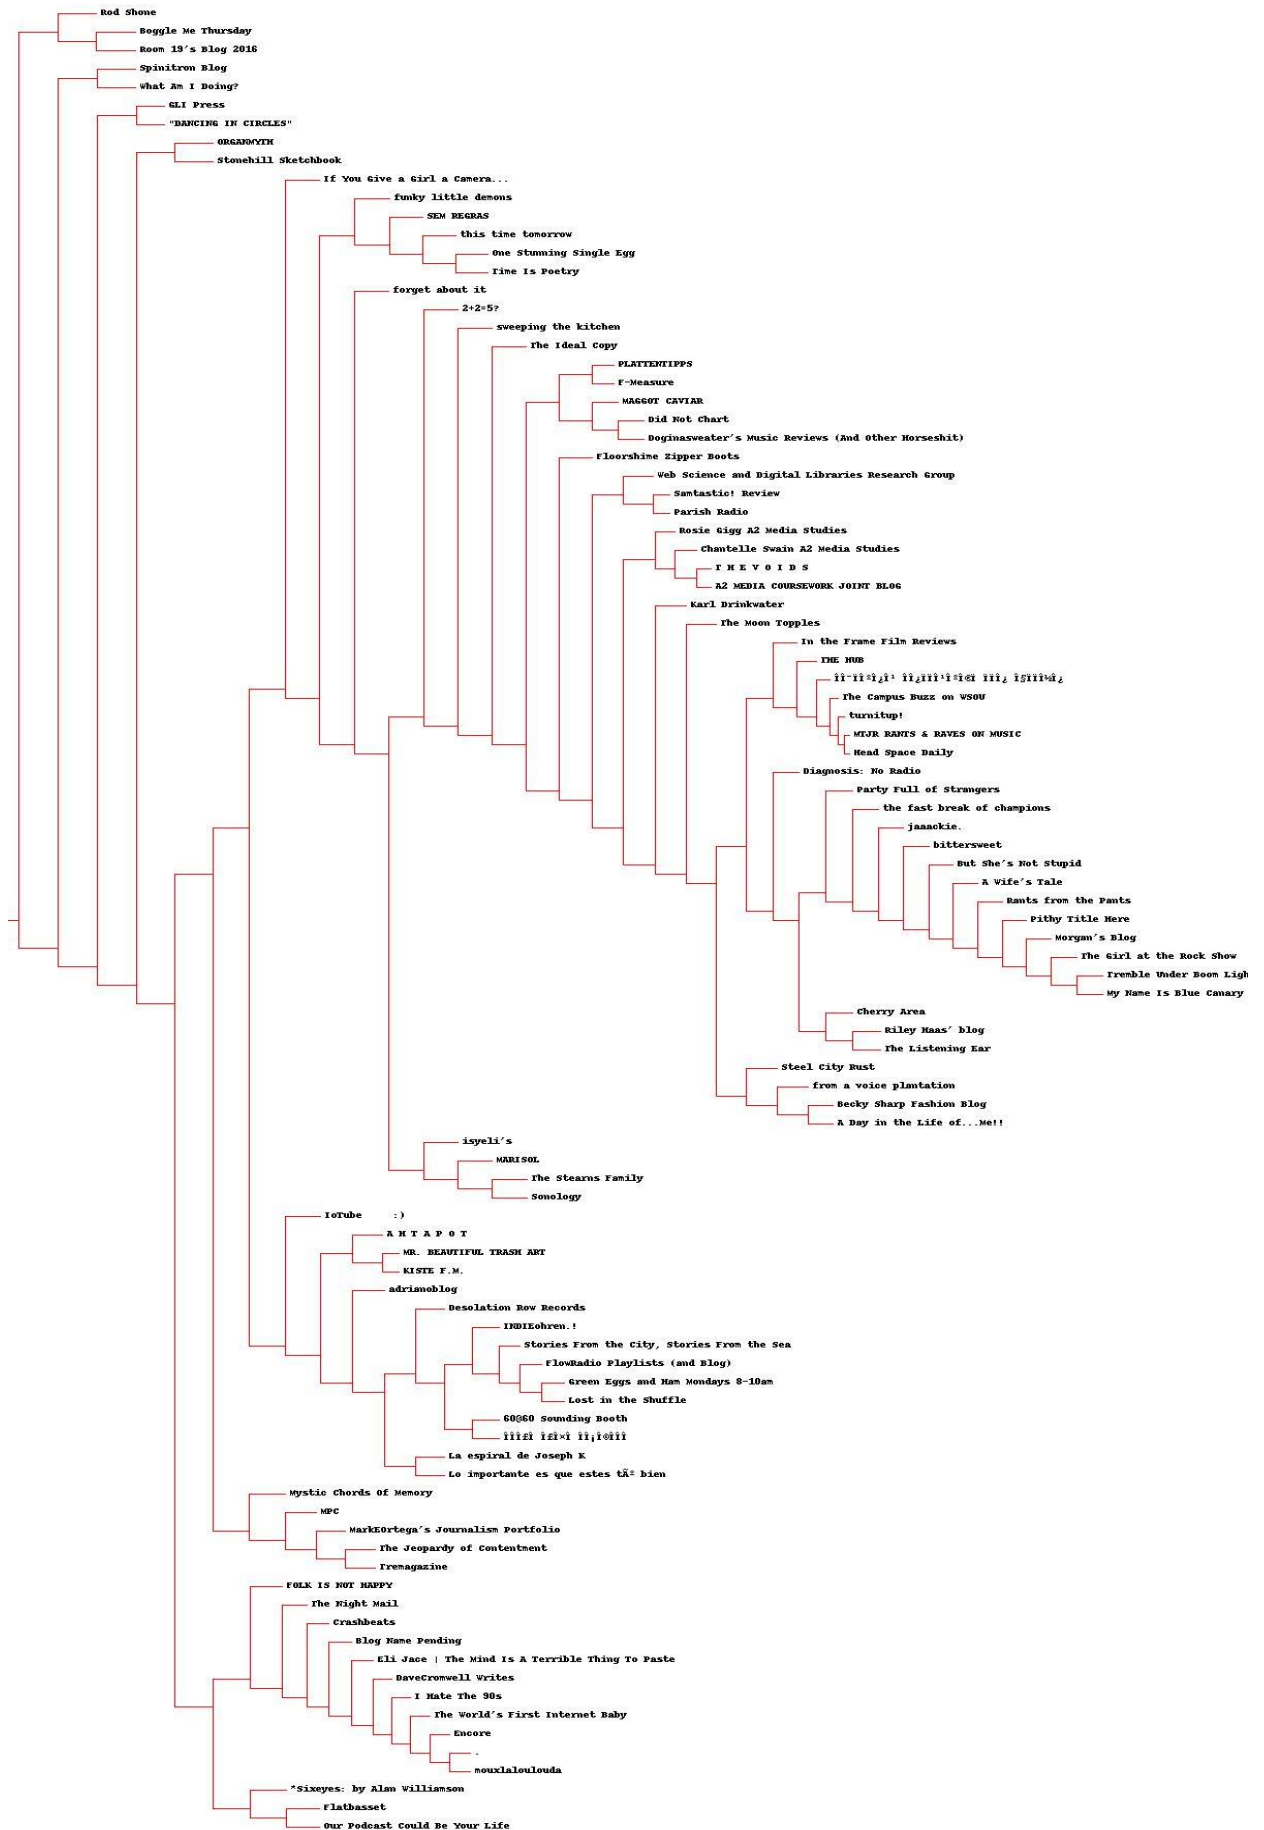 Rod Shone
Boggle Me Thursday
Room 19's Blog 2016
Spinitron Blog
What Am I Doing?
GLI Press
"DANCING IN CIRCLES"
ORGANMYTH
Stonehill Sketchbook
If You Give a Girl a Camera...
funky little demons
SEM REGRAS
this time tomorrow
One Stunning Single Egg
Time Is Poetry
forget about it
2+2=5?
sweeping the kitchen
The Ideal Copy
PLATTENTIPPS
F-Measure
MAGGOT CAVIAR
Did Not Chart
Doginasweater's Music Reviews (And Other Horseshit)
Floorshime Zipper Boots
Web Science and Digital Libraries Research Group
Samtastic! Review
Parish Radio
Rosie Gigg A2 Media Studies
Chantelle Swain A2 Media Studies
T H E V O I D S
A2 MEDIA COURSEWORK JOINT BLOG
Karl Drinkwater
The Moon Topples
In the Frame Film Reviews
THE HUB
The Campus Buzz on WSOU
turnitup!
MTJR RANTS & RAVES ON MUSIC
Head Space Daily
Diagnosis: No Radio
Party Full of Strangers
the fast break of champions
jaaackie.
bittersweet
But She's Not Stupid
A Wife's Tale
Rants from the Pants
Pithy Title Here
Morgan's Blog
The Girl at the Rock Show
Tremble Under Boom Ligh
My Name Is Blue Canary
Cherry Area
Riley Haas' blog
The Listening Ear
Steel City Rust
from a voice plantation
Becky Sharp Fashion Blog
A Day in the Life of...Me!!
isyeli's
MARISOL
The Stearns Family
Sonology
IoTube :)
A H T A P O T
MR. BEAUTIFUL TRASH ART
KISTE F.M.
adrianoblog
Desolation Row Records
INDIEohren.!
Stories From the City, Stories From the Sea
FlowRadio Playlists (and Blog)
Green Eggs and Ham Mondays 8-10am
Lost in the Shuffle
60@60 Sounding Booth
La espiral de Joseph K
Lo importante es que estes tÃº bien
Mystic Chords Of Memory
MPC
MarkEOrtega's Journalism Portfolio
The Jeopardy of Contentment
Tremagazine
FOLK IS NOT HAPPY
The Night Mail
Crashbeats
Blog Name Pending
Eli Jace | The Mind Is A Terrible Thing To Paste
DaveCromwell Writes
I Hate The 90s
The World's First Internet Baby
Encore
.
mouxlaloulouda
*Sixeyes: by Alan Williamson
Flatbasset
Our Podcast Could Be Your Life